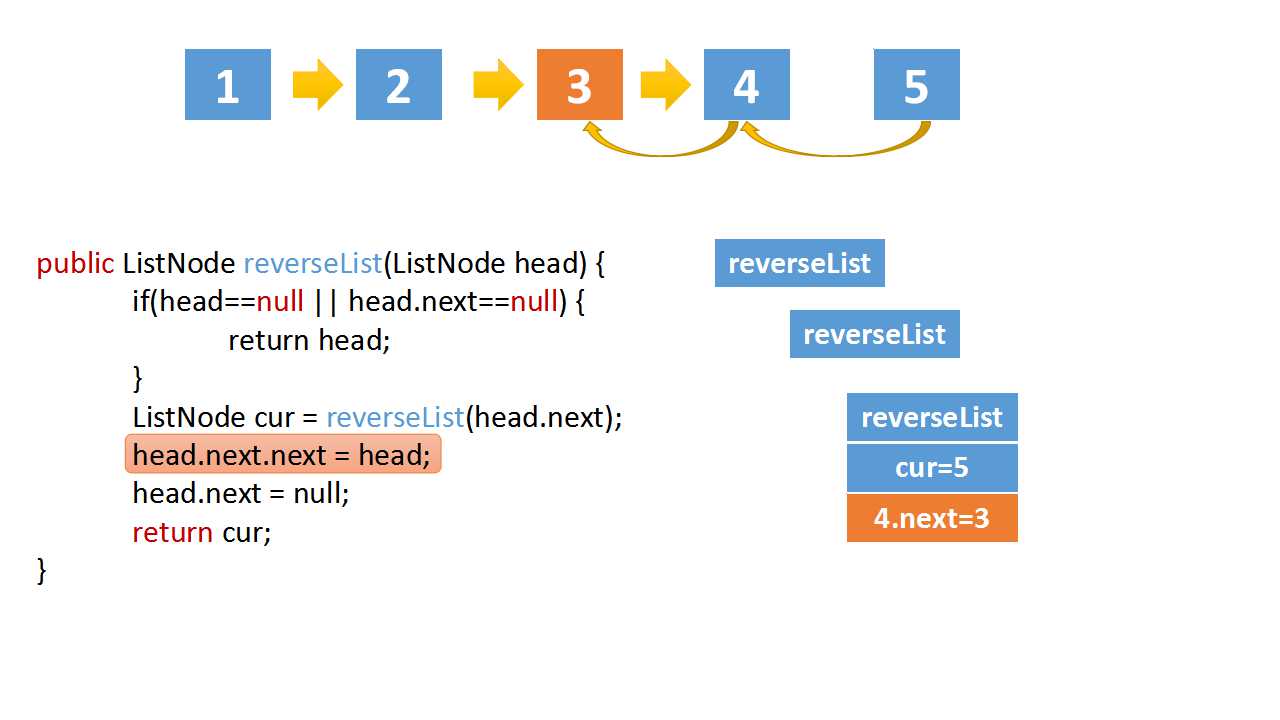 1 2 3 4 5
public ListNode reverseList(ListNode head) {
if(head==null || head.next==null) {
return head;
}
ListNode cur = reverseList(head.next);
head.next.next = head;
head.next = null;
return cur;
}
reverseList
reverseList
reverseList
cur=5
4.next=3